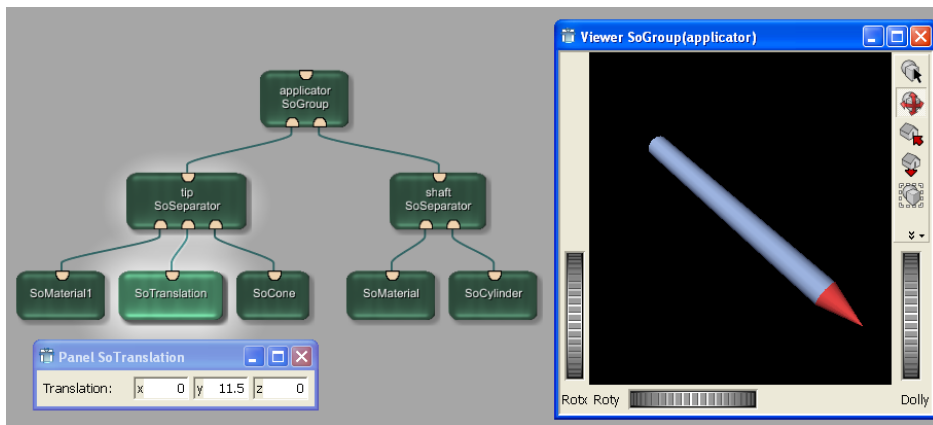 applicator
SoGroup
tip
SoSeparator
shaft
SoSeparator
SoMaterial1
SoTranslation
SoCone
SoMaterial
SoCylinder
Panel SoTranslation
Translation: x 0 y 11.5 z 0
Viewer SoGroup(applicator)
Rotx Roty Dolly